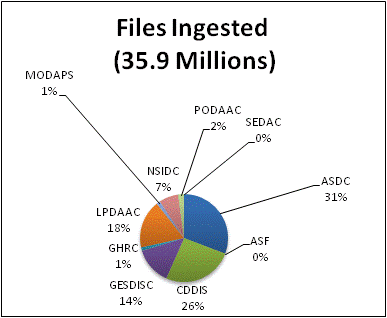 Files Ingested
(35.9 Millions)
MODAPS
1%
PODAAC
2%
SEDAC
0%
NSIDC
7%
ASDC
31%
LPDAAC
18%
GHRC
1%
ASF
0%
GESDISC
14%
CDDIS
26%